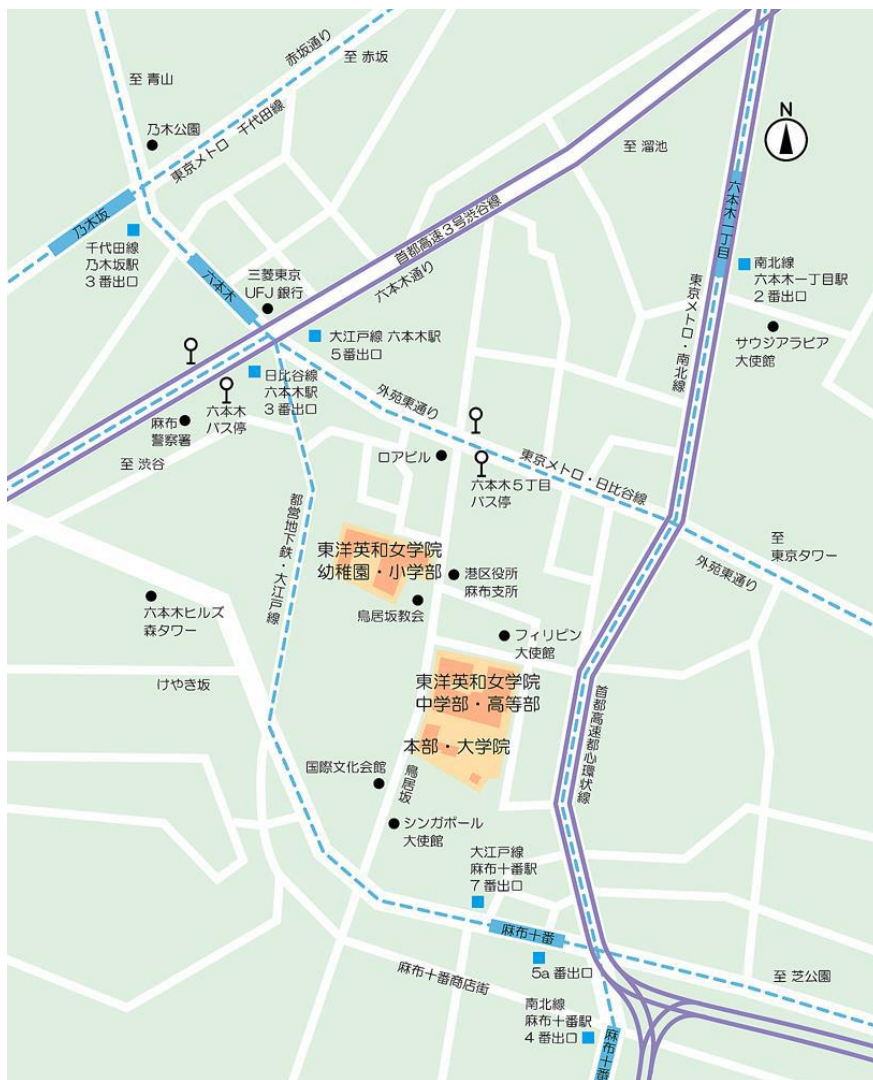 赤坂通り
至 赤坂
至 青山
乃木公園
東京メトロ 千代田線
N
至 溜池
六本木一丁目
乃木坂
千代田線
乃木坂駅
3番出口
六本木
三菱東京
UFJ銀行
首都高速3号渋谷線
六本木通り
東京メトロ・南北線
南北線
六本木一丁目駅
2番出口
サウジアラビア
大使館
大江戸線 六本木駅
5番出口
日比谷線
六本木駅
3番出口
六本木
バス停
麻布
警察署
至 渋谷
外苑東通り
ロアビル
六本木5丁目
バス停
東京メトロ・日比谷線
都営地下鉄・大江戸線
至
東京タワー
外苑東通り
東洋英和女学院
幼稚園・小学部
港区役所
麻布支所
鳥居坂教会
六本木ヒルズ
森タワー
フィリピン
大使館
けやき坂
東洋英和女学院
中学部・高等部
本部・大学院
首都高速都心環状線
国際文化会館
鳥居坂
シンガポール
大使館
大江戸線
麻布十番駅
7番出口
麻布十番
5a番出口
至 芝公園
麻布十番商店街
南北線
麻布十番駅
4番出口
麻布十番